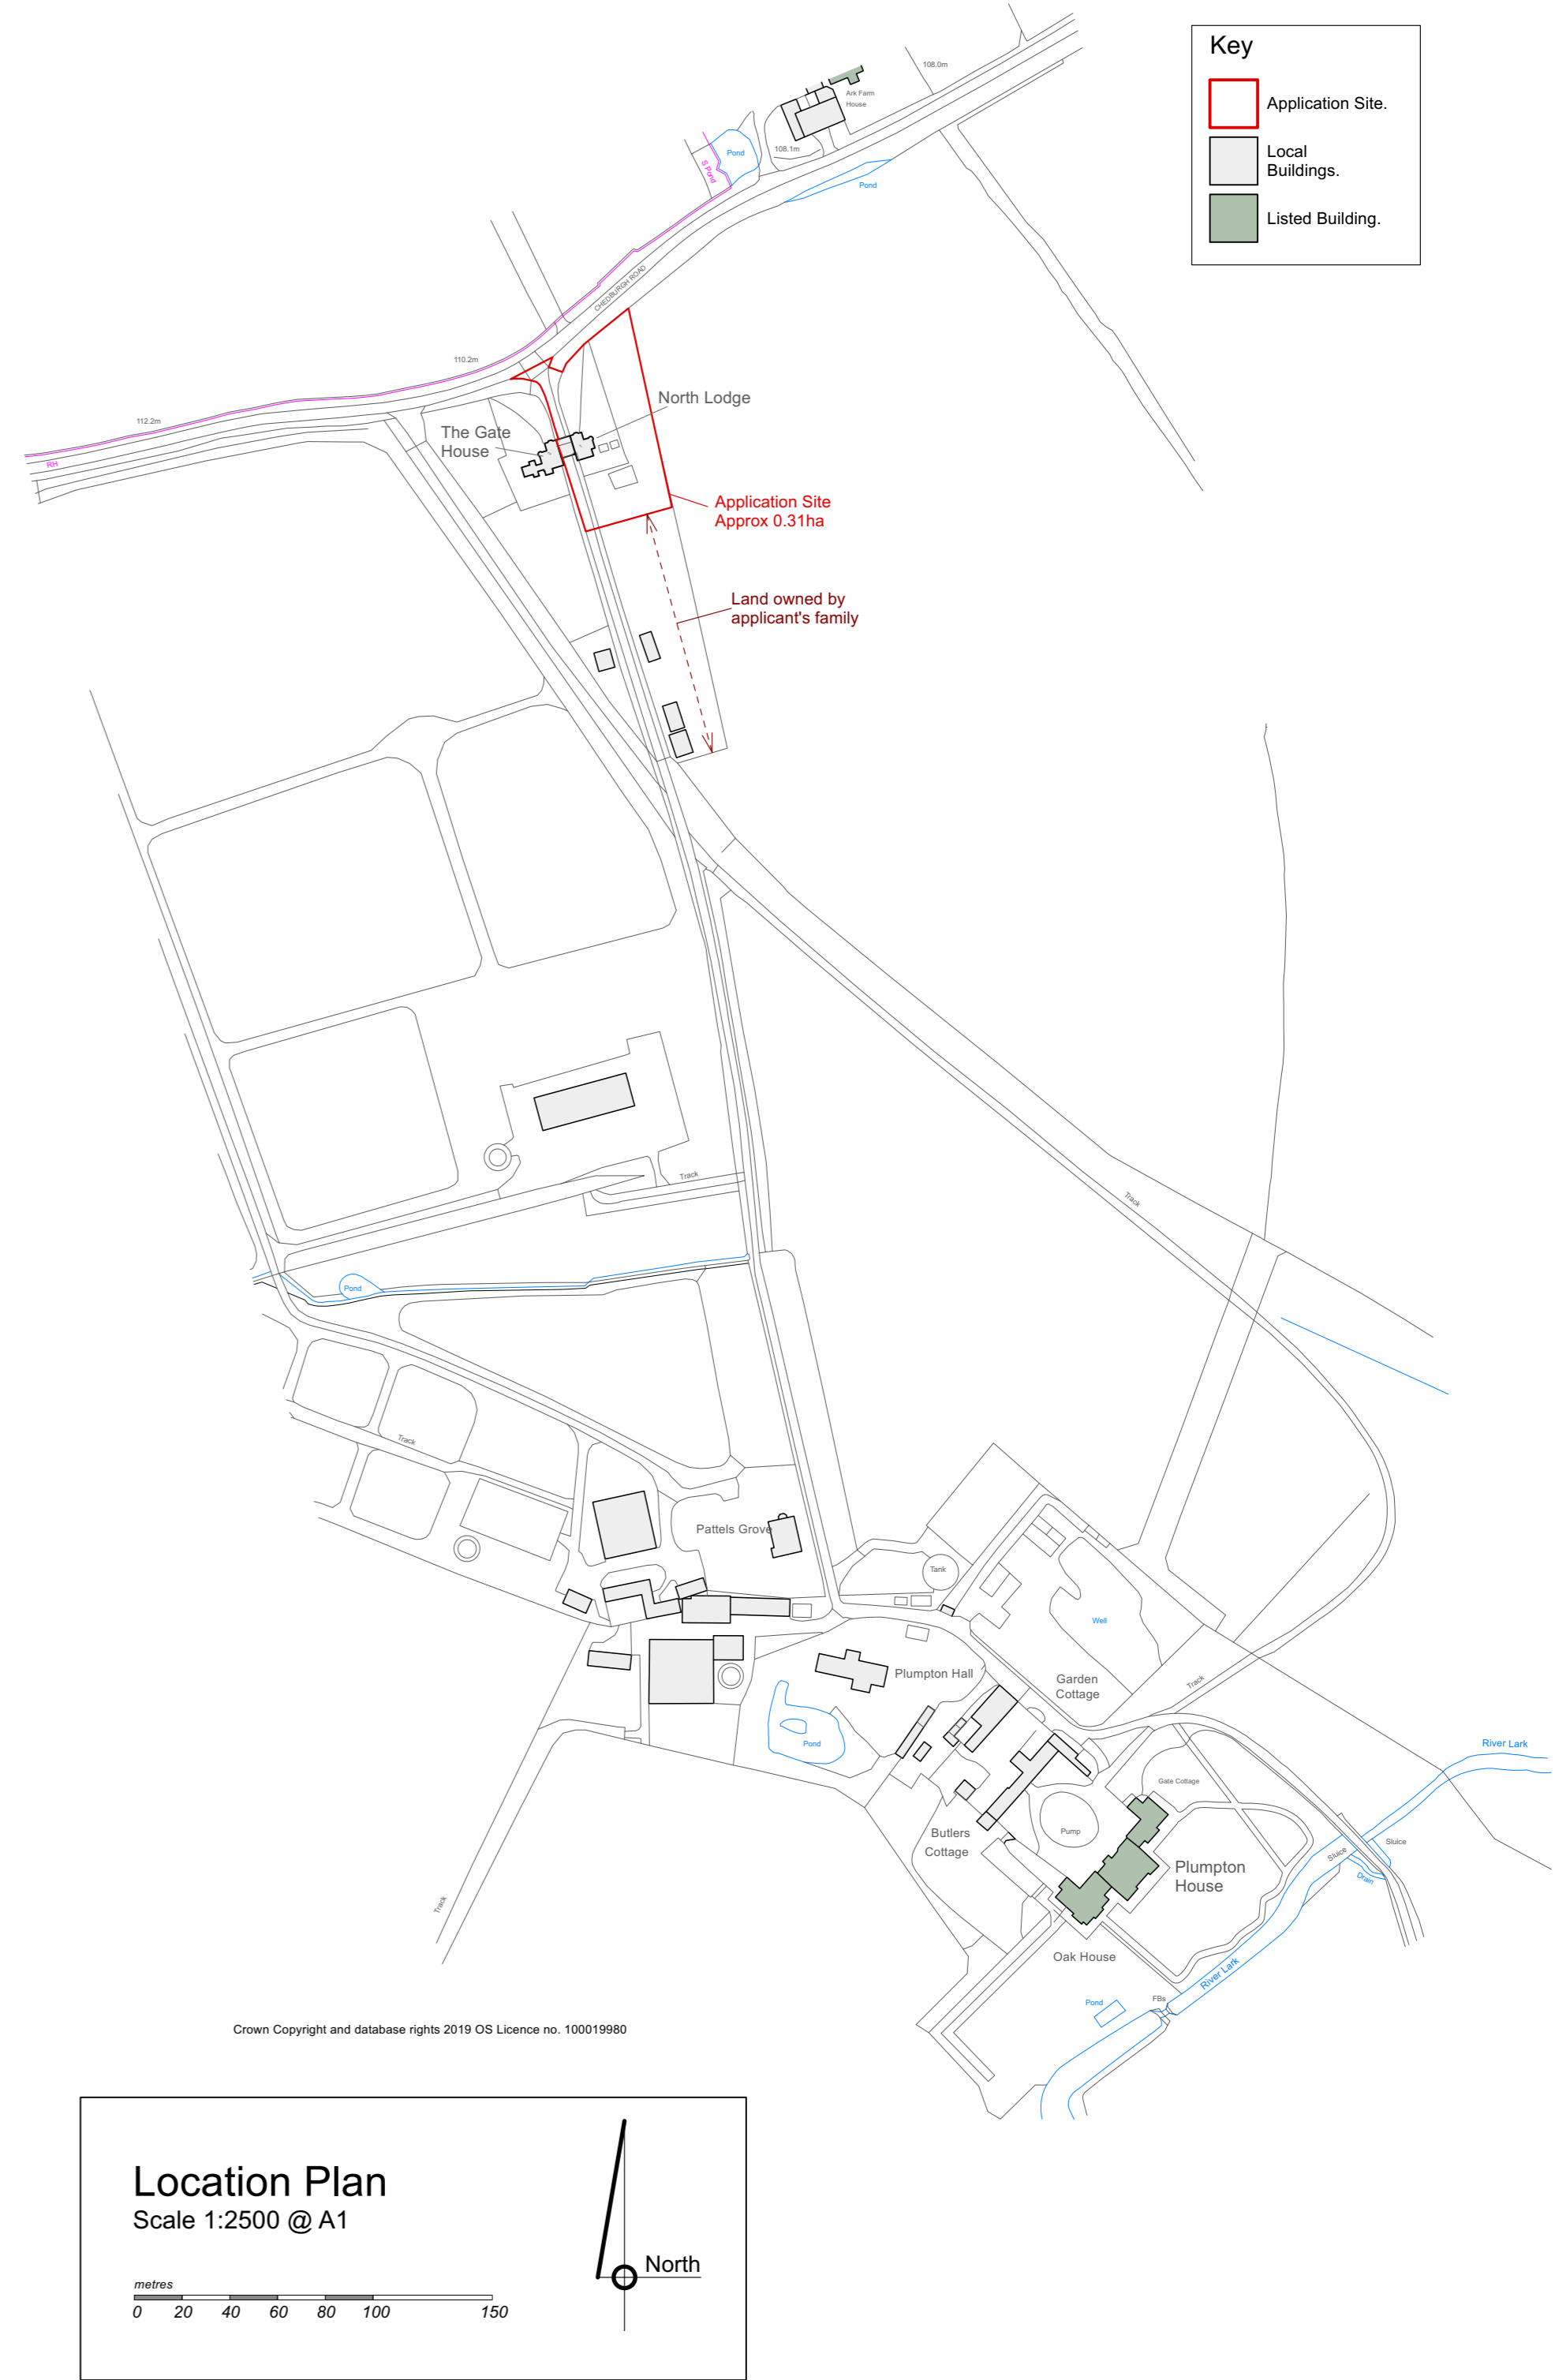 Key
Application Site.
Local
Buildings.
Listed Building.
108.0m
Ark Farm
House
108.1m
Pond
S Pond
Pond
CHEDBURGH ROAD
110.2m
112.2m
RH
North Lodge
The Gate
House
Application Site
Approx 0.31ha
Land owned by
applicant's family
Track
Track
Pond
Track
Pattels Grove
Tank
Well
Plumpton Hall
Garden
Cottage
Track
Pond
River Lark
Gate Cottage
Butlers
Cottage
Pump
Sluice
Sluice
Drain
Plumpton
House
Track
Oak House
River Lark
Pond
FBs
Crown Copyright and database rights 2019 OS Licence no. 100019980
Location Plan
Scale 1:2500 @ A1
North
metres
0 20 40 60 80 100 150